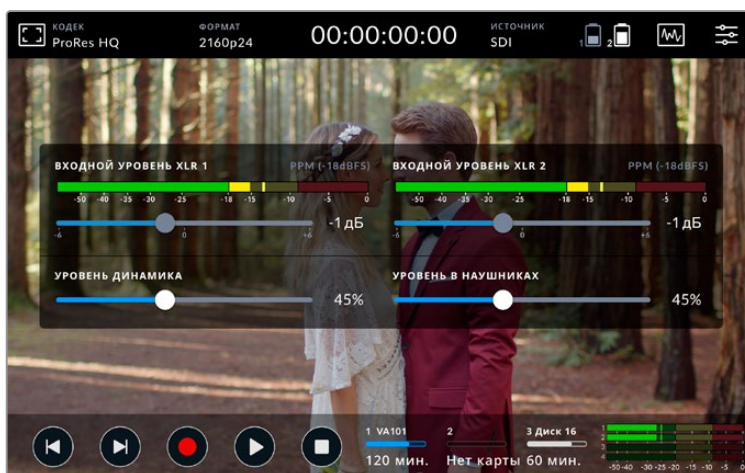 КОДЕК
ProRes HQ
ФОРМАТ
2160p24
00:00:00:00
ИСТОЧНИК
SDI
1
2
ВХОДНОЙ УРОВЕНЬ XLR 1
PPM (-18dBFS)
-50 -40 -35 -30 -25 -18 -15 -10 -5 0
-6 0 +6
-1 дБ
ВХОДНОЙ УРОВЕНЬ XLR 2
PPM (-18dBFS)
-50 -40 -35 -30 -25 -18 -15 -10 -5 0
-6 0 +6
-1 дБ
УРОВЕНЬ ДИНАМИКА
45%
УРОВЕНЬ В НАУШНИКАХ
45%
1 VA101
120 мин.
2
Нет карты
3 Диск 16
60 мин.
1
2
3
4
-50 -40 -30 -25 -20 -15 -10 -5